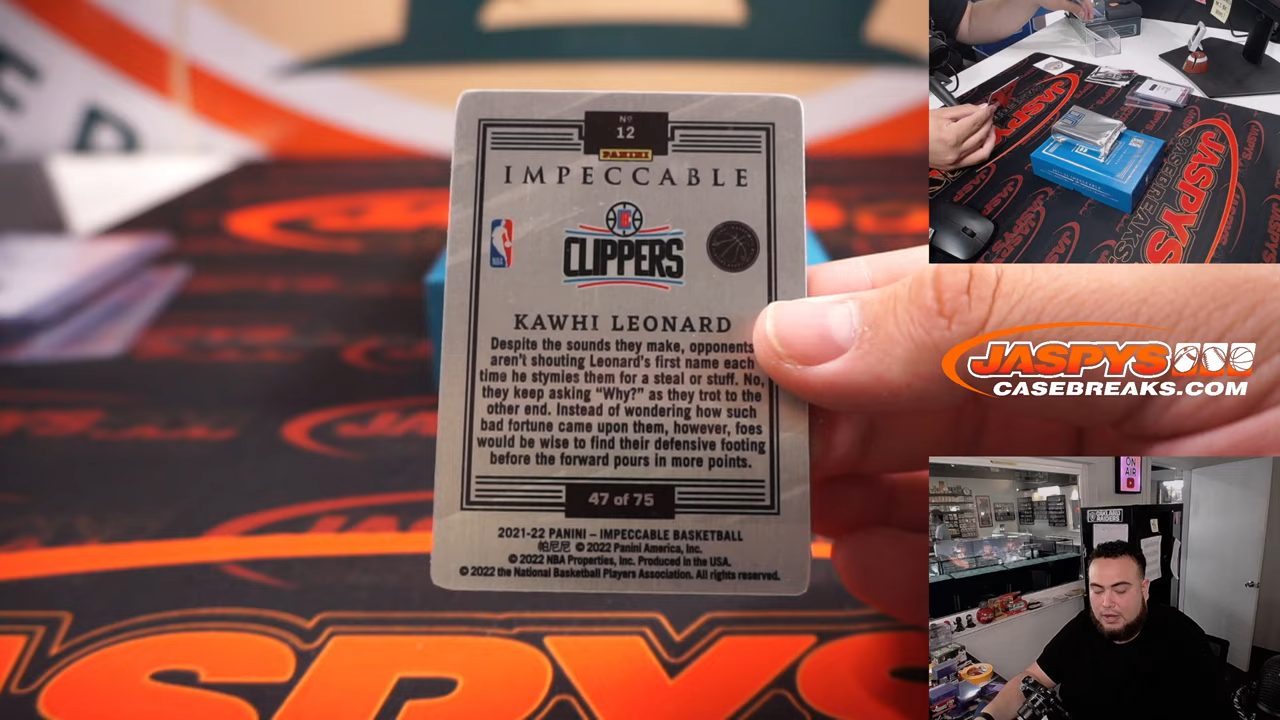 Nº
12
PANINI
IMPECCABLE
NBA
CLIPPERS
KAWHI LEONARD
Despite the sounds they make, opponents
aren't shouting Leonard's first name each
time he stymies them for a steal or stuff. No,
they keep asking “Why?” as they trot to the
other end. Instead of wondering how such
bad fortune came upon them, however, foes
would be wise to find their defensive footing
before the forward pours in more points.
47 of 75
2021-22 PANINI – IMPECCABLE BASKETBALL
帕尼尼 © 2022 Panini America, Inc.
© 2022 NBA Properties, Inc. Produced in the USA.
© 2022 the National Basketball Players Association. All rights reserved.
JASPYS
JASPYS
CASEBREAKS
JASPYS
CASEBREAKS.COM
ON
AIR